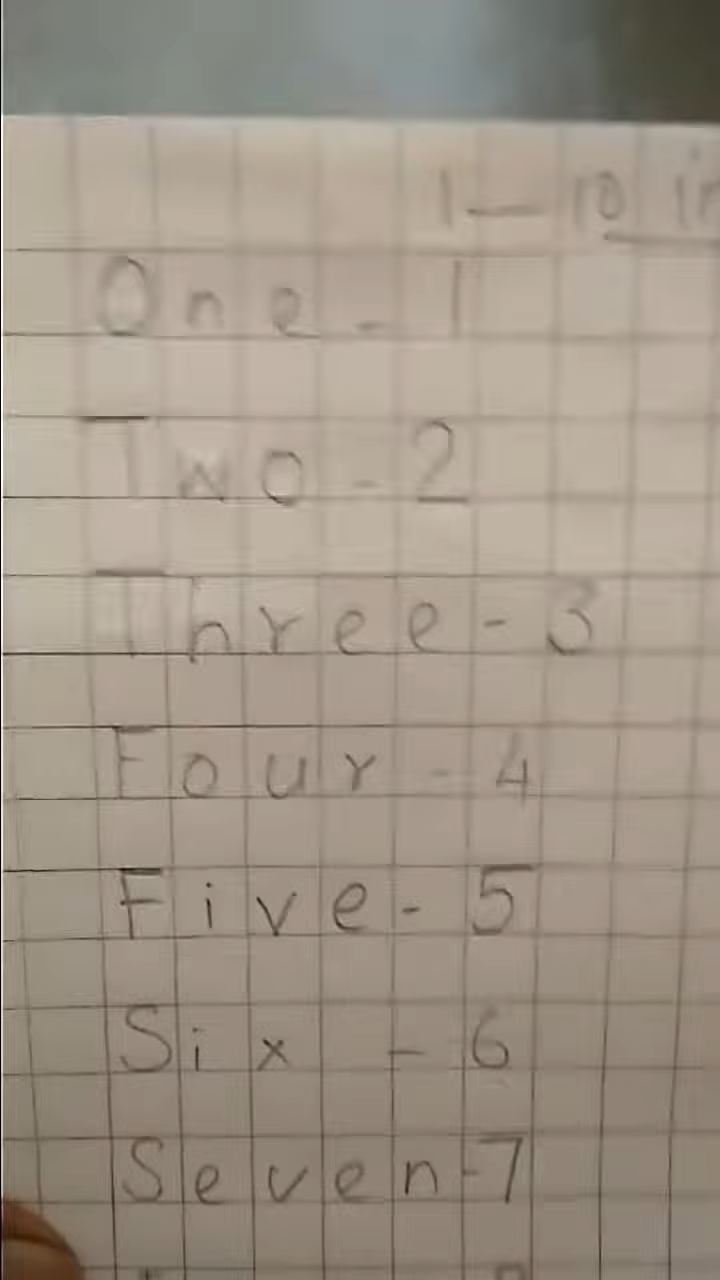 1—10 in
One - 1
Two - 2
Three - 3
Four - 4
Five - 5
Six - 6
Seven-7